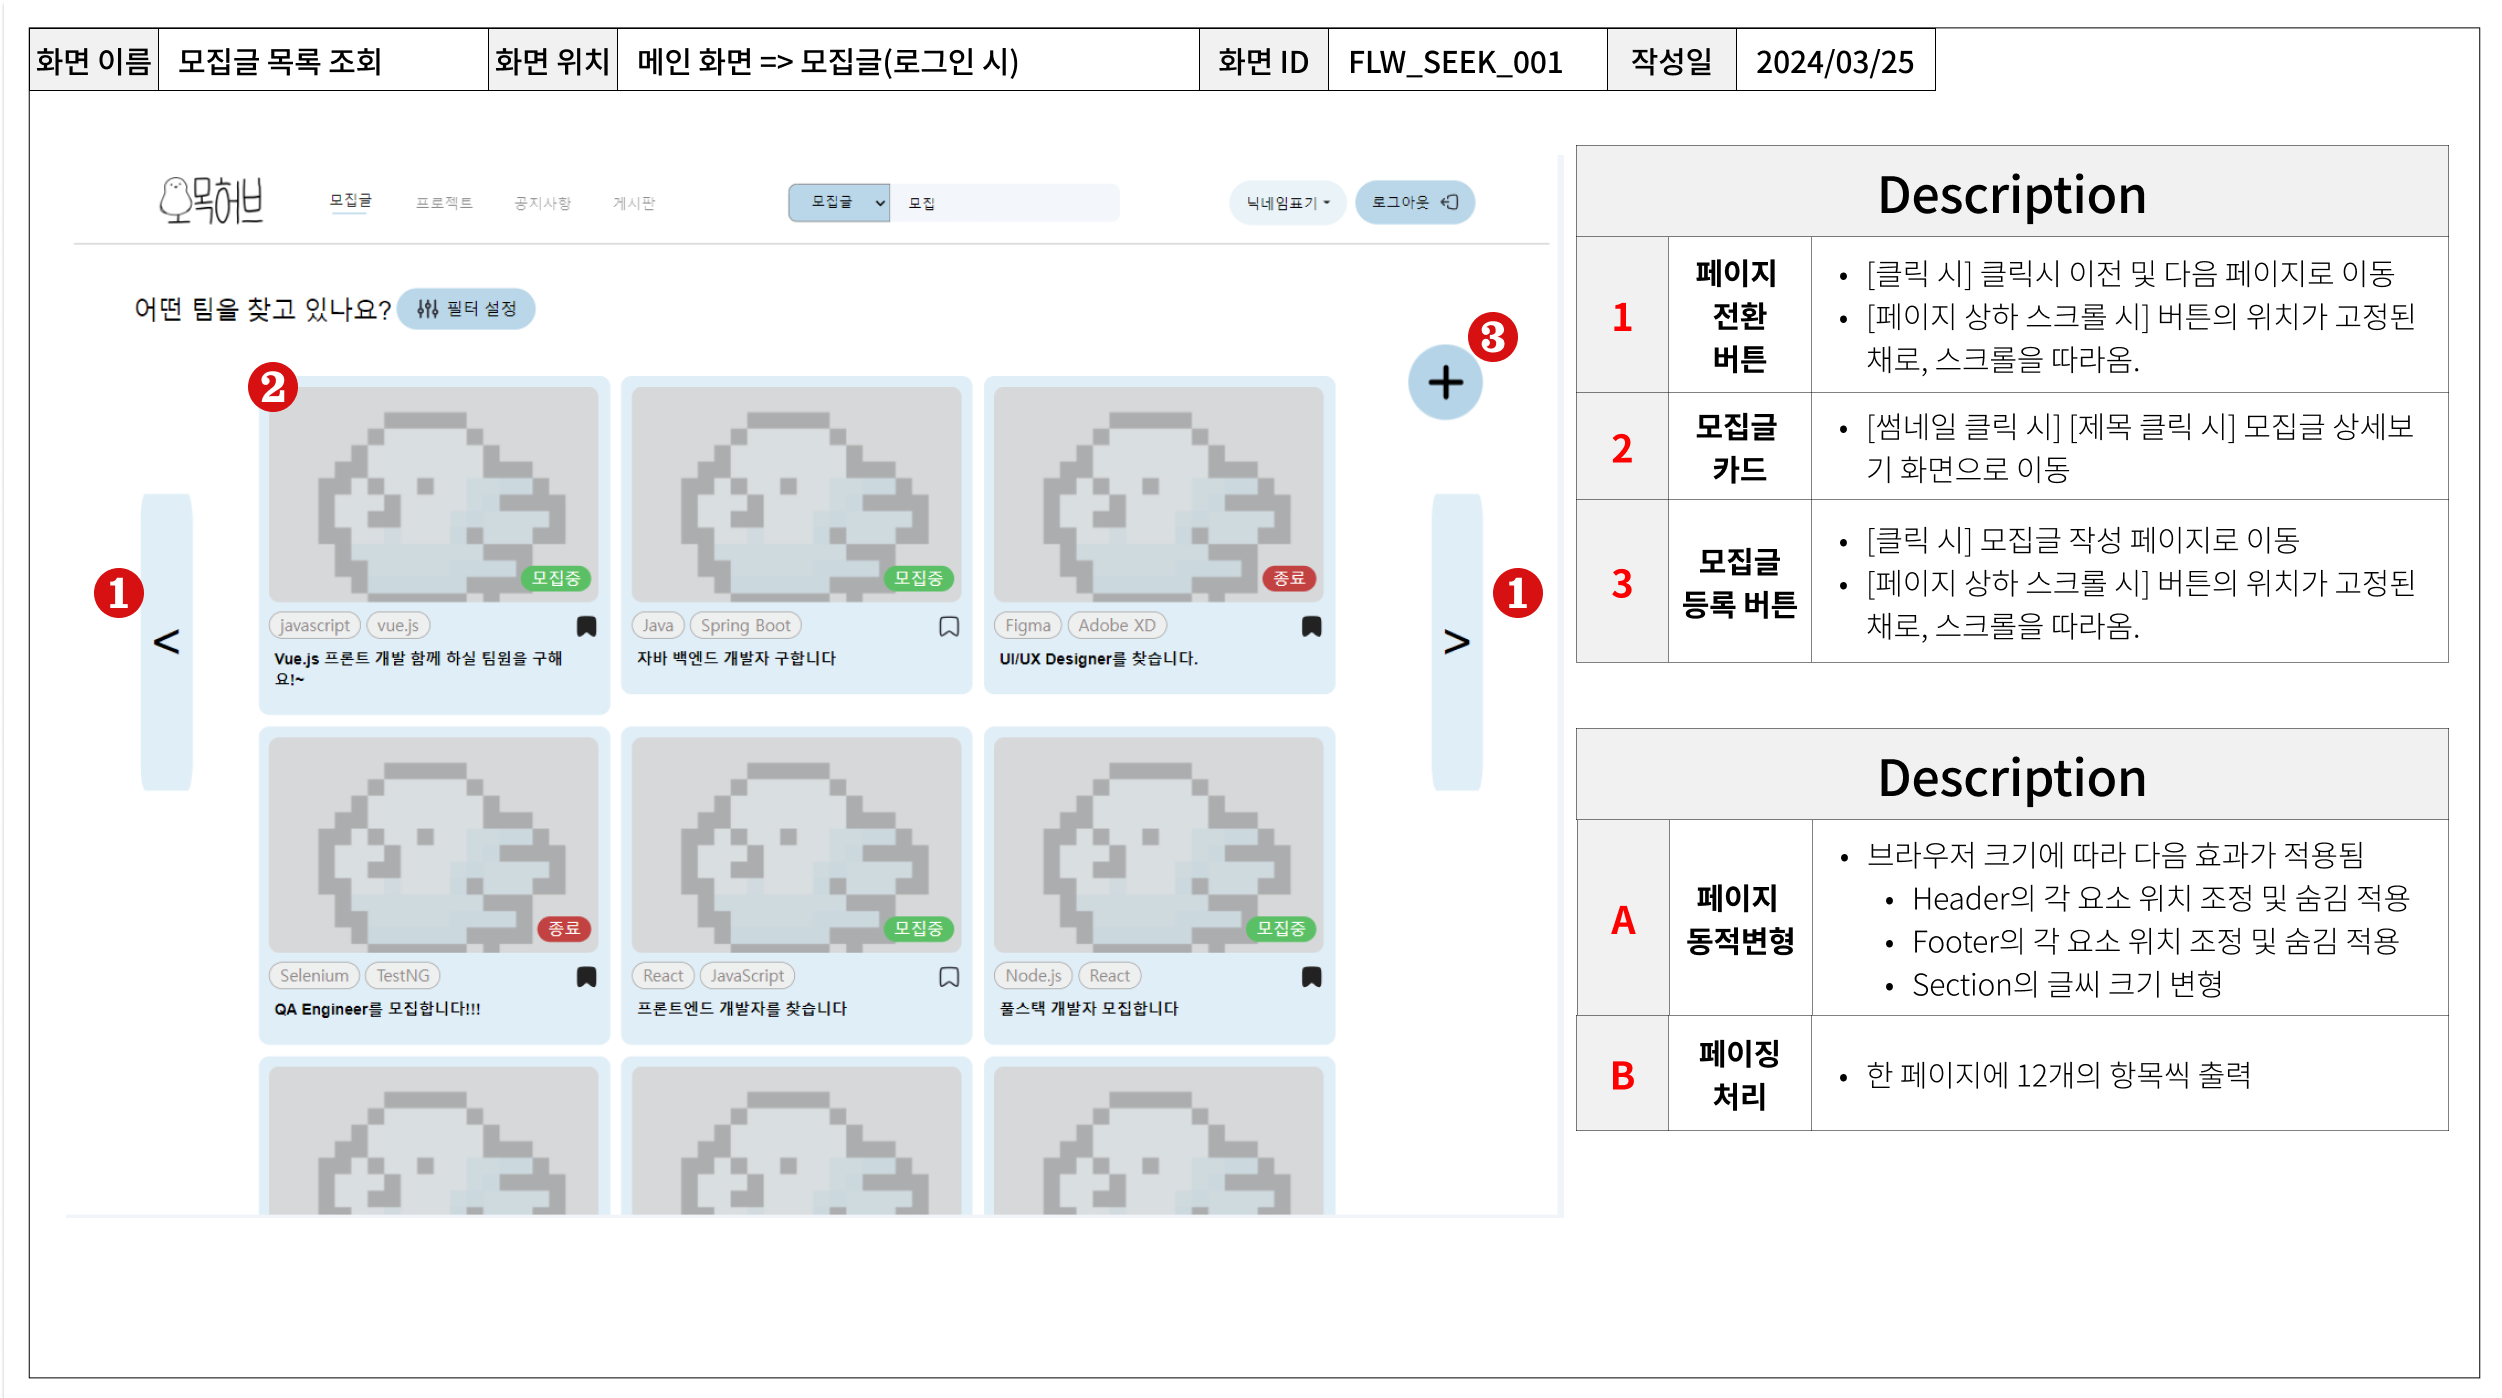 화면 이름 모집글 목록 조회 화면 위치 메인 화면 => 모집글(로그인 시) 화면 ID FLW_SEEK_001 작성일 2024/03/25
목허브 모집글 프로젝트 공지사항 게시판 모집글 모집 닉네임표기 로그아웃
어떤 팀을 찾고 있나요? 필터 설정
3
+
2
모집중 모집중 종료
1
<
1
>
javascript vue.js
Vue.js 프론트 개발 함께 하실 팀원을 구해
요!~
Java Spring Boot
자바 백엔드 개발자 구합니다
Figma Adobe XD
UI/UX Designer를 찾습니다.
종료 모집중 모집중
Selenium TestNG
QA Engineer를 모집합니다!!!
React JavaScript
프론트엔드 개발자를 찾습니다
Node.js React
풀스택 개발자 모집합니다
Description
1
페이지
전환
버튼
• [클릭 시] 클릭시 이전 및 다음 페이지로 이동
• [페이지 상하 스크롤 시] 버튼의 위치가 고정된
채로, 스크롤을 따라옴.
2
모집글
카드
• [썸네일 클릭 시] [제목 클릭 시] 모집글 상세보
기 화면으로 이동
3
모집글
등록 버튼
• [클릭 시] 모집글 작성 페이지로 이동
• [페이지 상하 스크롤 시] 버튼의 위치가 고정된
채로, 스크롤을 따라옴.
Description
A
페이지
동적변형
• 브라우저 크기에 따라 다음 효과가 적용됨
• Header의 각 요소 위치 조정 및 숨김 적용
• Footer의 각 요소 위치 조정 및 숨김 적용
• Section의 글씨 크기 변형
B
페이징
처리
• 한 페이지에 12개의 항목씩 출력